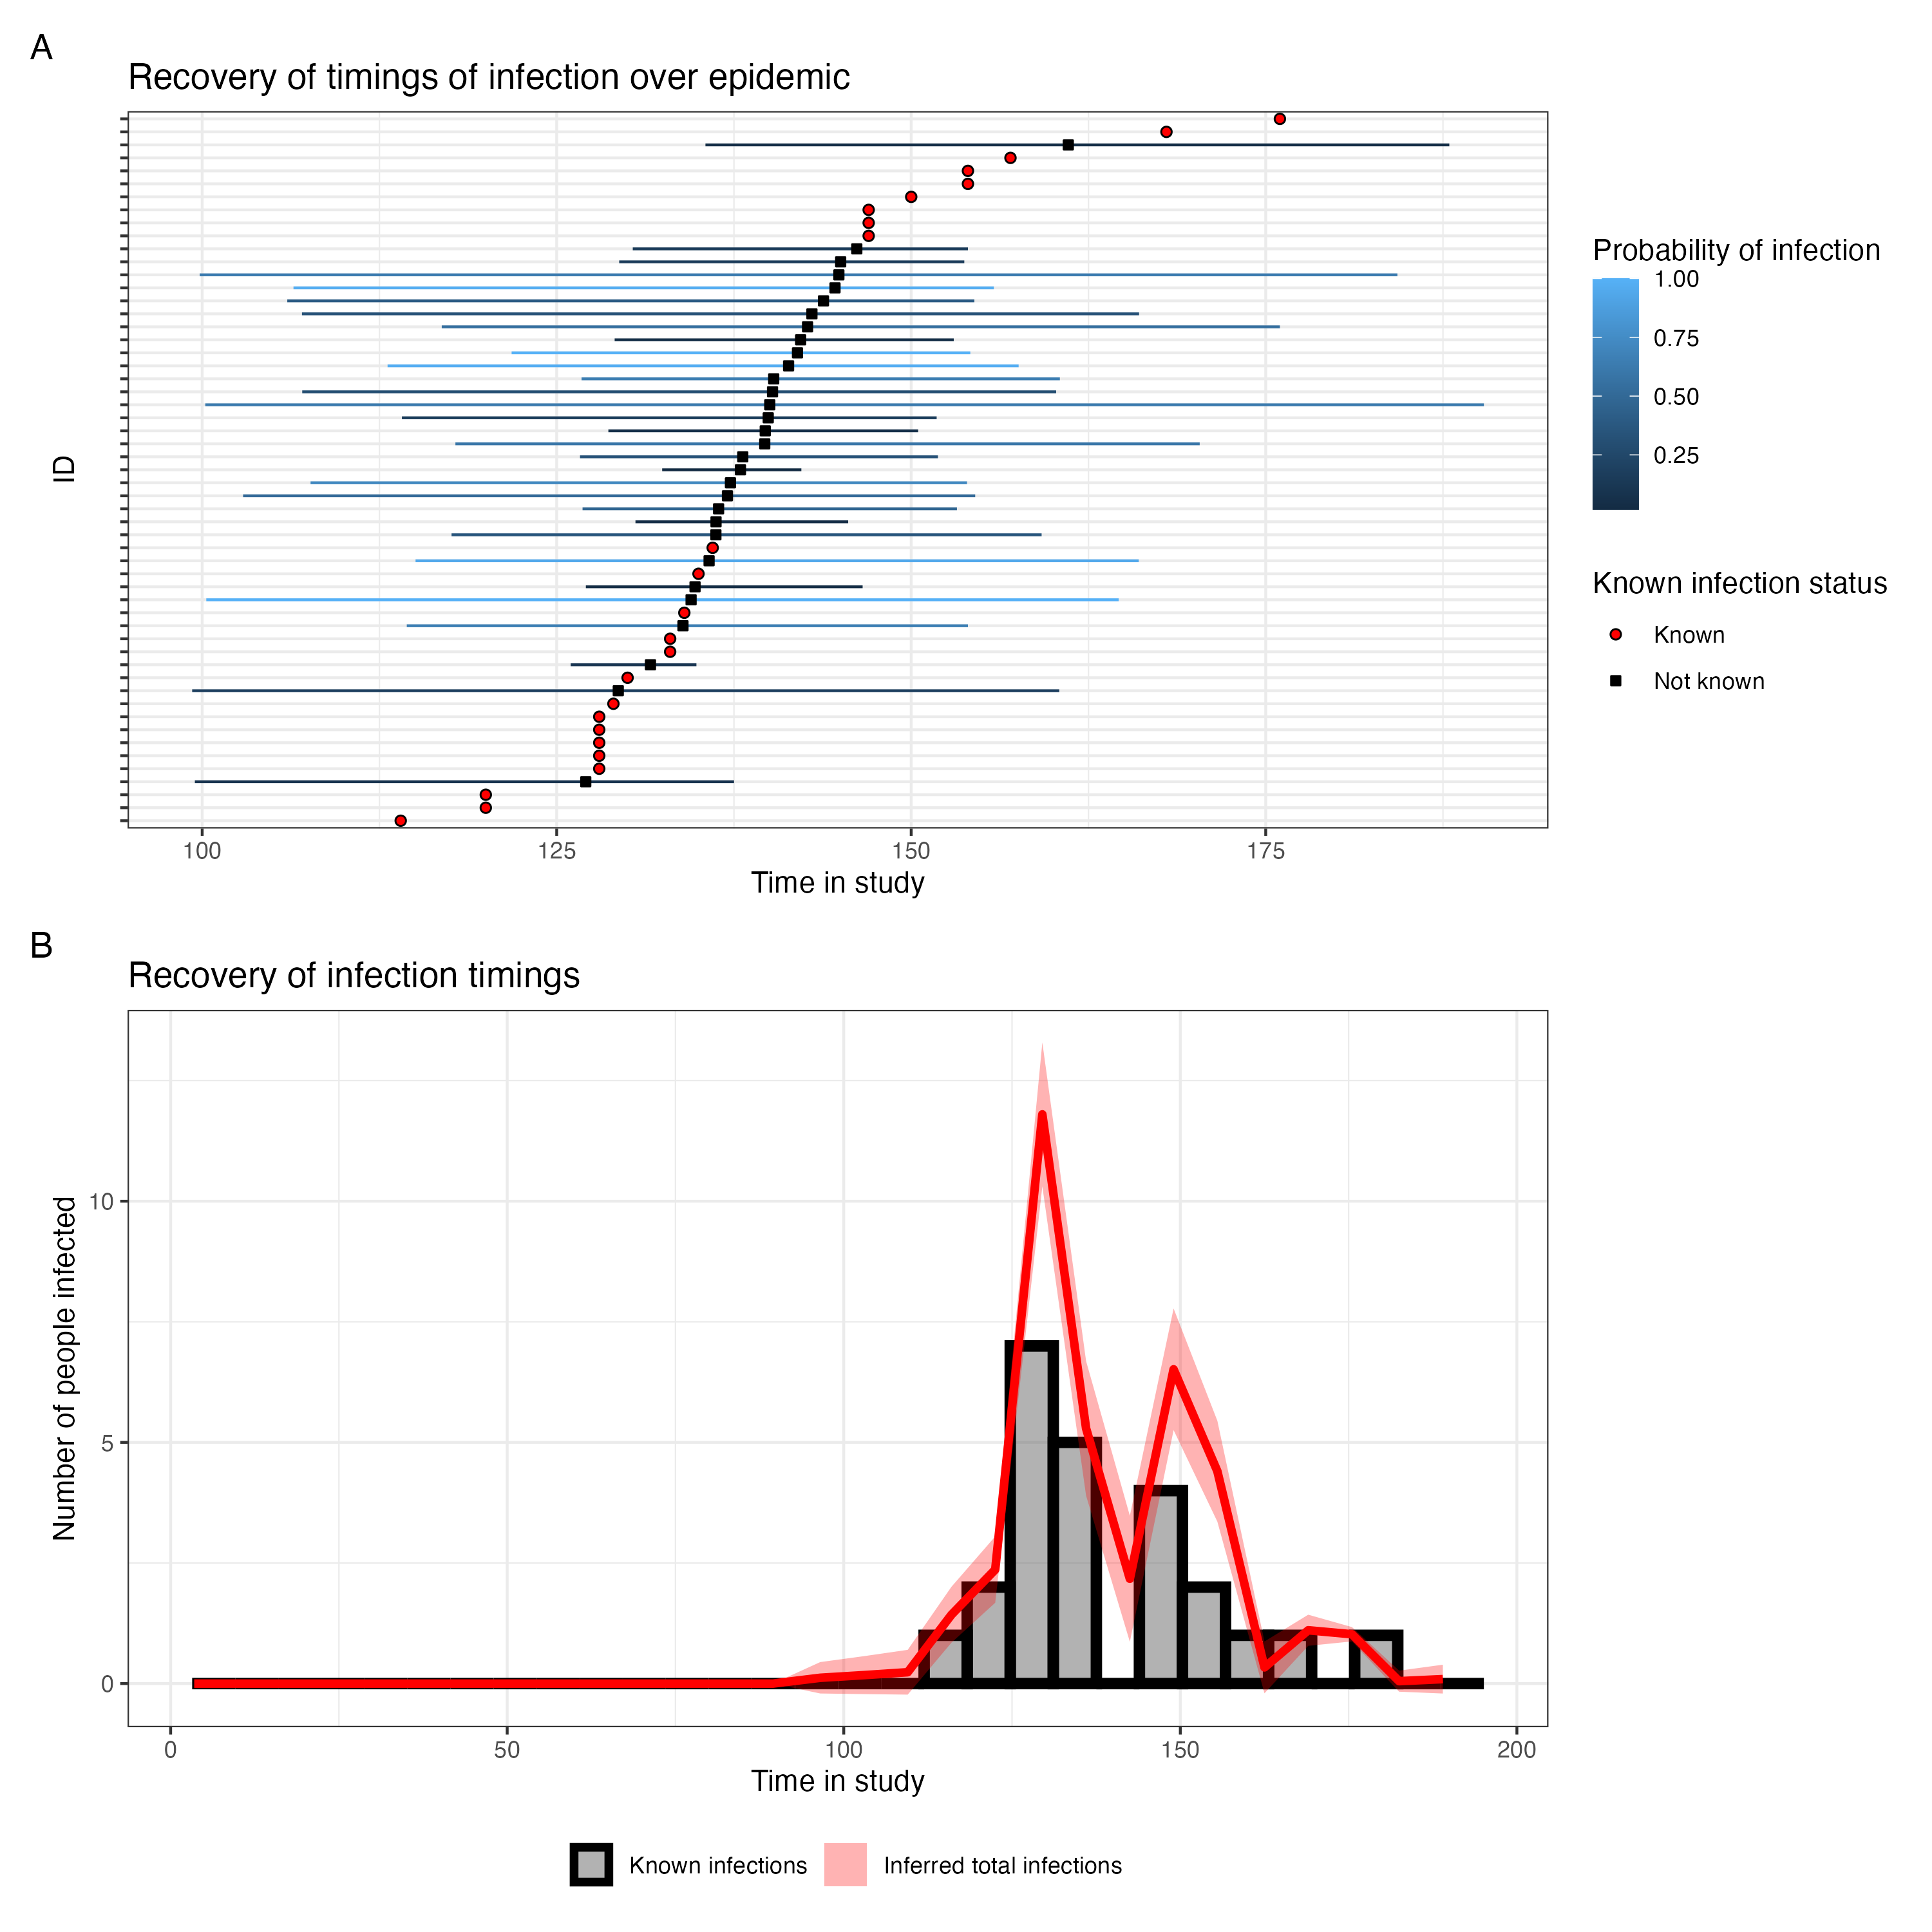 A
Recovery of timings of infection over epidemic
ID
100 125 150 175
Time in study
Probability of infection
1.00
0.75
0.50
0.25
Known infection status
Known
Not known
B
Recovery of infection timings
Number of people infected
10
5
0
0 50 100 150 200
Time in study
Known infections Inferred total infections